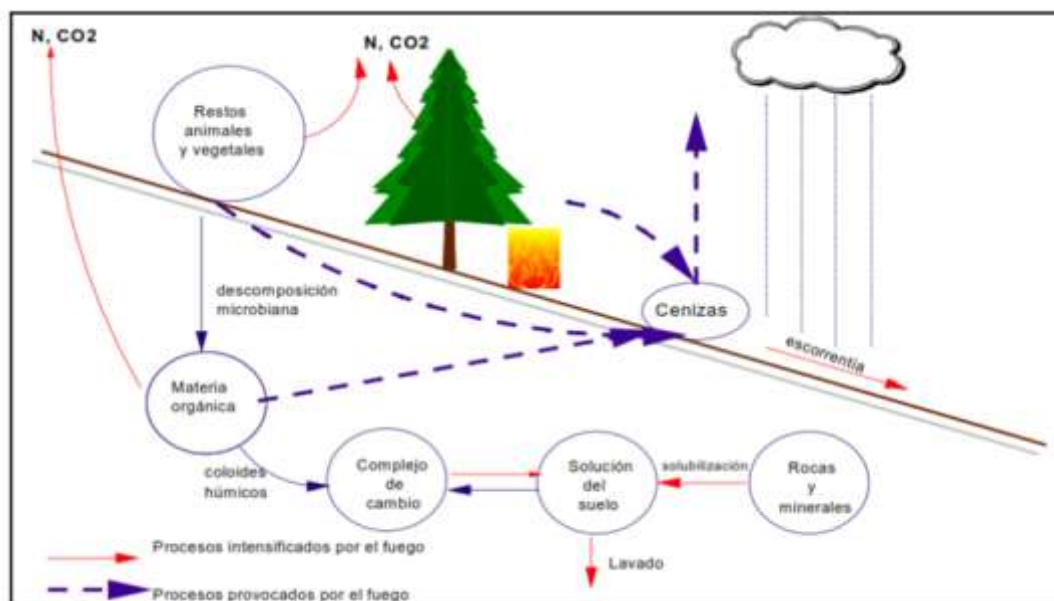 N, CO2
N, CO2
Restos
animales
y vegetales
descomposición
microbiana
Cenizas
escorrentía
Materia
orgánica
coloides
húmicos
Complejo
de
cambio
Solución
del
suelo
solubilización
Rocas
y
minerales
Lavado
Procesos intensificados por el fuego
Procesos provocados por el fuego